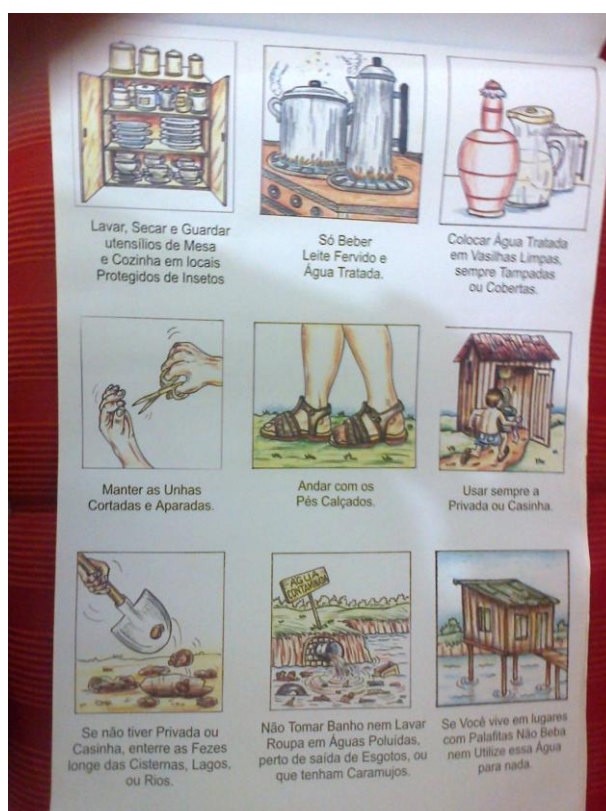 Lavar, Secar e Guardar
utensílios de Mesa
e Cozinha em locais
Protegidos de Insetos
Só Beber
Leite Fervido e
Água Tratada.
Colocar Água Tratada
em Vasilhas Limpas,
sempre Tampadas
ou Cobertas.
Manter as Unhas
Cortadas e Aparadas.
Andar com os
Pés Calçados.
Usar sempre a
Privada ou Casinha.
Se não tiver Privada ou
Casinha, enterre as Fezes
longe das Cisternas, Lagos,
ou Rios.
ÁGUA
CONTAMINADA
Não Tomar Banho nem Lavar
Roupa em Águas Poluídas,
perto de saída de Esgotos, ou
que tenham Caramujos.
Se Você vive em lugares
com Palafitas Não Beba
nem Utilize essa Água
para nada.